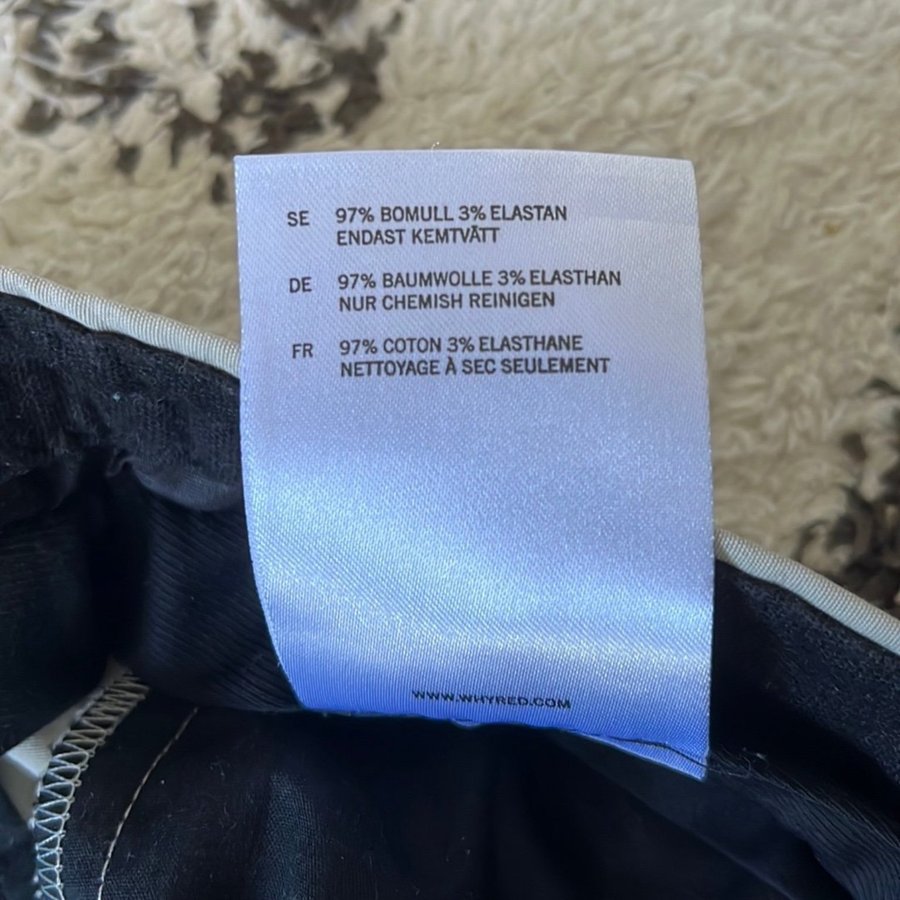 SE 97% BOMULL 3% ELASTAN
ENDAST KEMTVÄTT
DE 97% BAUMWOLLE 3% ELASTHAN
NUR CHEMISH REINIGEN
FR 97% COTON 3% ELASTHANE
NETTOYAGE À SEC SEULEMENT
WWW.WHYRED.COM